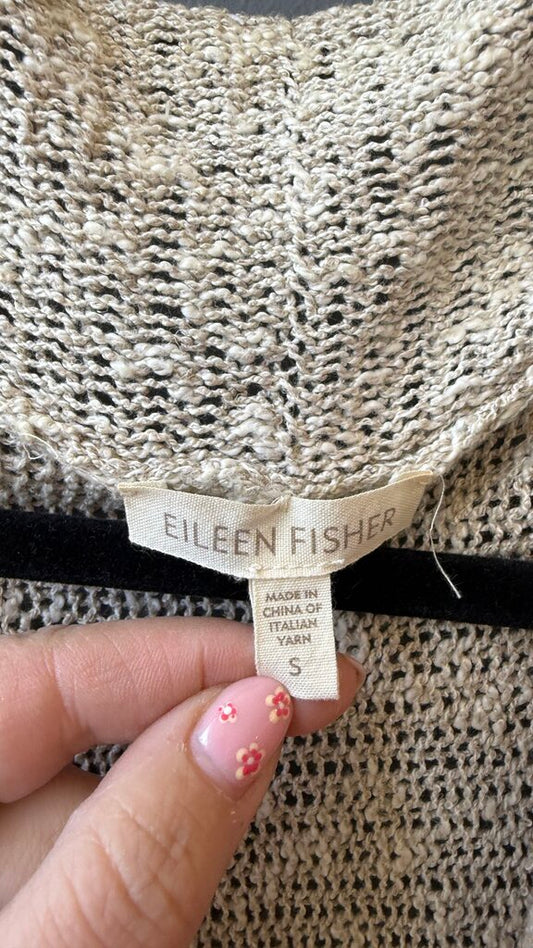 EILEEN FISHER
MADE IN
CHINA OF
ITALIAN
YARN
S